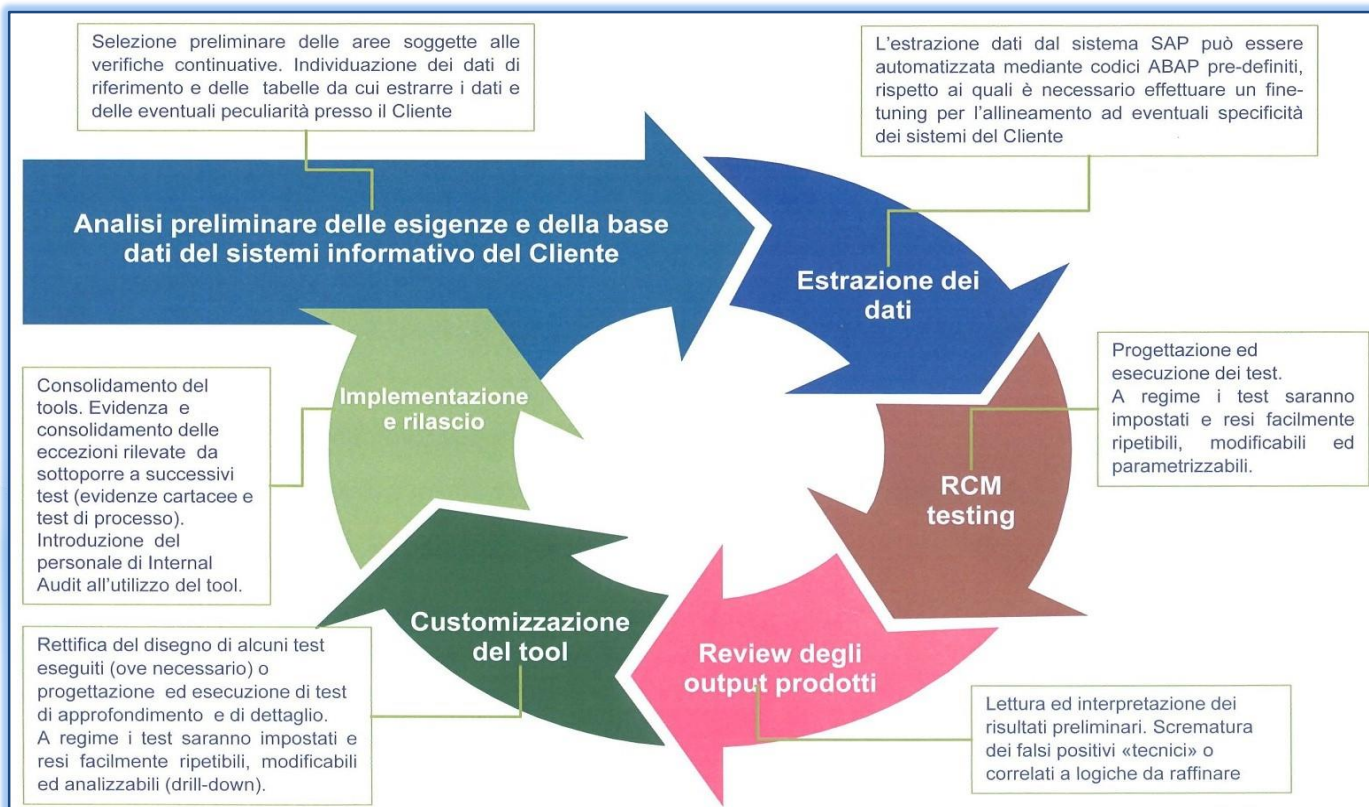 Selezione preliminare delle aree soggette alle
verifiche continuative. Individuazione dei dati di
riferimento e delle tabelle da cui estrarre i dati e
delle eventuali peculiarità presso il Cliente
L'estrazione dati dal sistema SAP può essere
automatizzata mediante codici ABAP pre-definiti,
rispetto ai quali è necessario effettuare un fine-
tuning per l'allineamento ad eventuali specificità
dei sistemi del Cliente
Analisi preliminare delle esigenze e della base
dati del sistemi informativo del Cliente
Estrazione dei
dati
Progettazione ed
esecuzione dei test.
A regime i test saranno
impostati e resi facilmente
ripetibili, modificabili ed
parametrizzabili.
RCM
testing
Lettura ed interpretazione dei
risultati preliminari. Scrematura
dei falsi positivi «tecnici» o
correlati a logiche da raffinare
Review degli
output prodotti
Customizzazione
del tool
Rettifica del disegno di alcuni test
eseguiti (ove necessario) o
progettazione ed esecuzione di test
di approfondimento e di dettaglio.
A regime i test saranno impostati e
resi facilmente ripetibili, modificabili
ed analizzabili (drill-down).
Implementazione
e rilascio
Consolidamento del
tools. Evidenza e
consolidamento delle
eccezioni rilevate da
sottoporre a successivi
test (evidenze cartacee e
test di processo).
Introduzione del
personale di Internal
Audit all'utilizzo del tool.